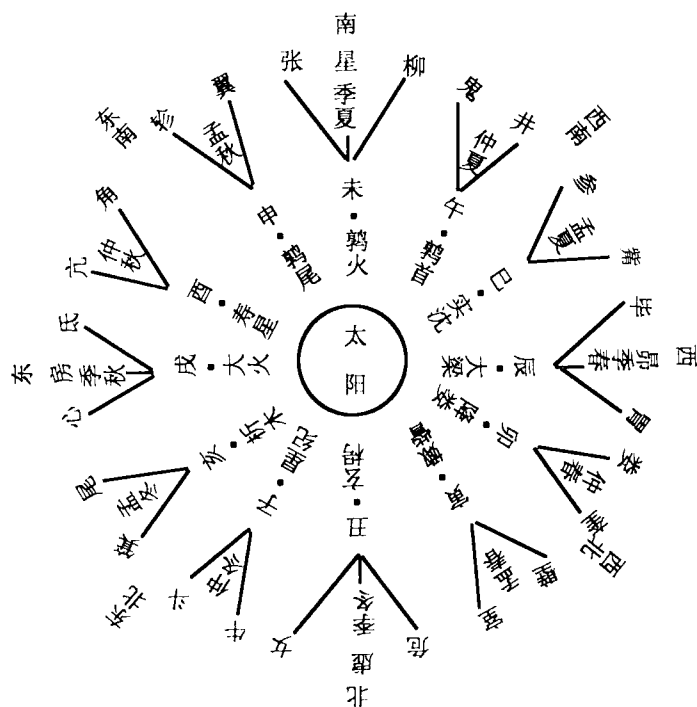 南
张 星 柳
季夏
未·鹑火
鬼 井
仲夏
午·鹑首
西南
参 觜
孟夏
巳·实沈
毕 昴 胃
季春
辰·大梁
西
娄 奎
仲春
卯·降娄
西北
壁 室
孟春
寅·娵訾
危 虚 女
季冬
丑·玄枵
北
牛 斗
仲冬
子·星纪
东北
箕 尾
孟冬
亥·析木
心 房 氐
季秋
戌·大火
东
亢 角
仲秋
酉·寿星
东南
轸 翼
孟秋
申·鹑尾
太阳